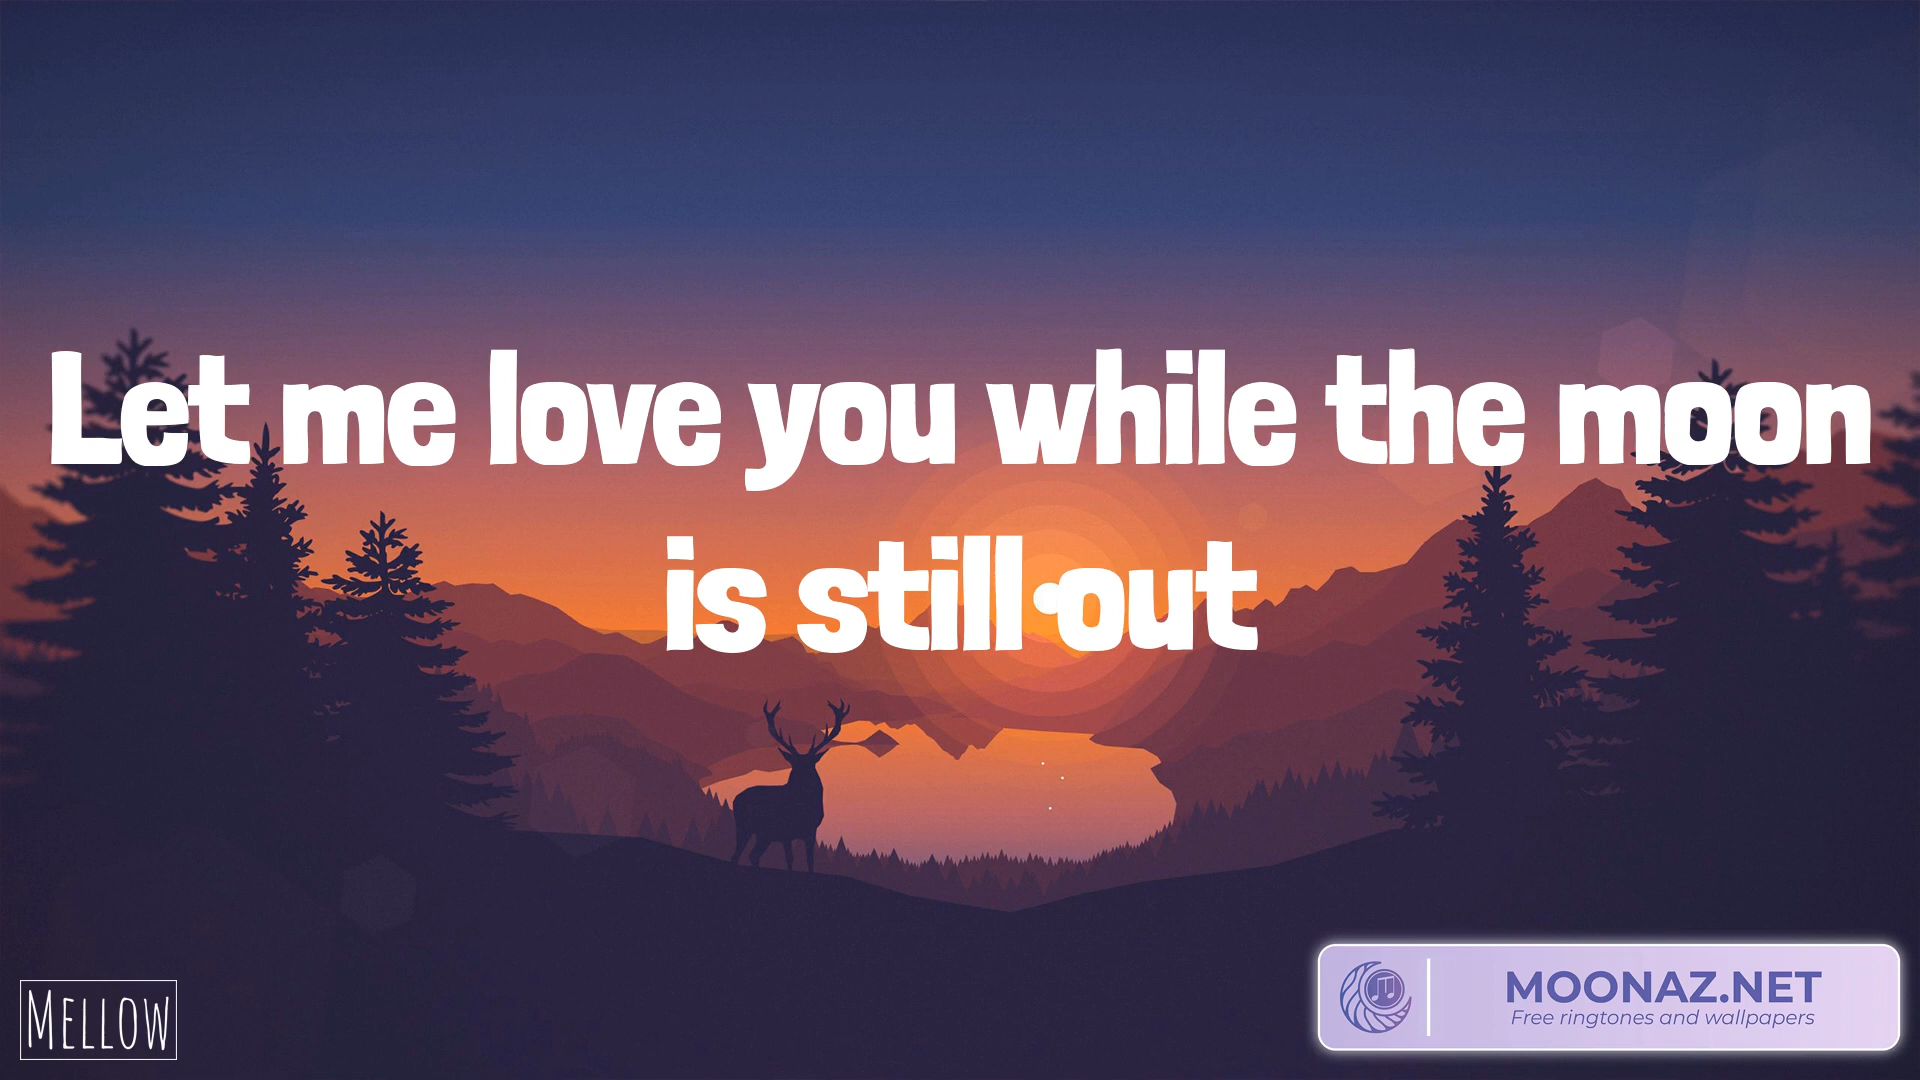 Let me love you while the moon
is still out
MELLOW
MOONAZ.NET
Free ringtones and wallpapers